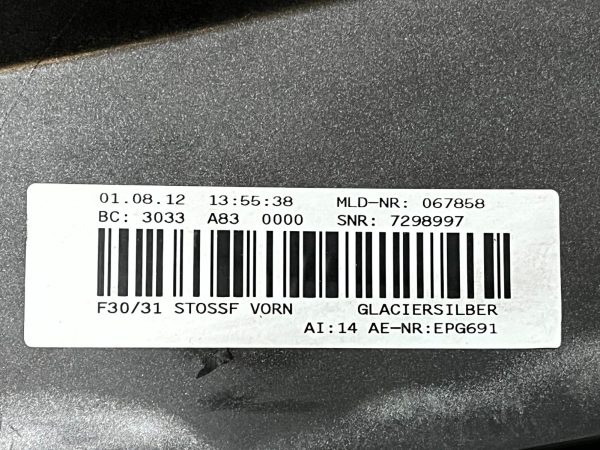 01.08.12 13:55:38 MLD-NR: 067858
BC: 3033 A83 0000 SNR: 7298997
F30/31 STOSSF VORN GLACIERSILBER
AI:14 AE-NR:EPG691